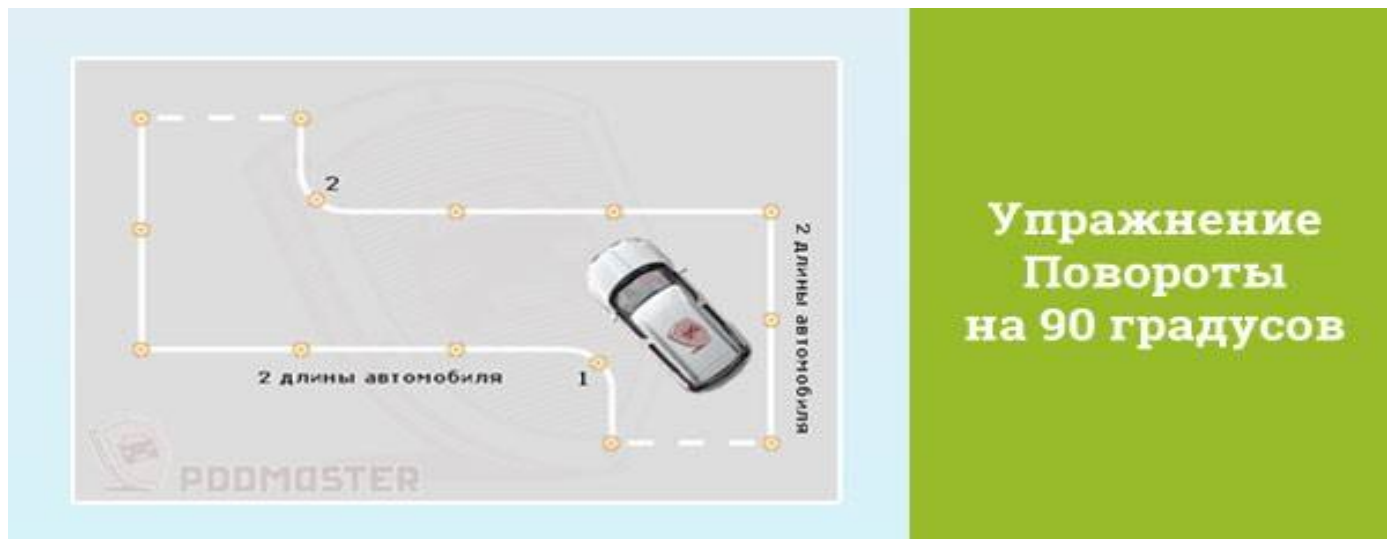 2
2 длины автомобиля
2 длины автомобиля
1
PDDMASTER
Упражнение
Повороты
на 90 градусов